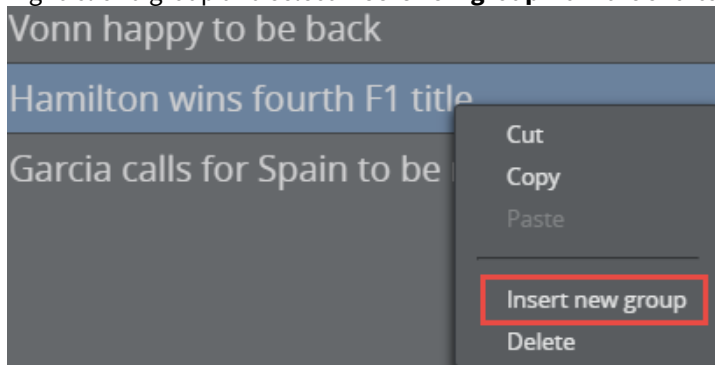 group
Vonn happy to be back
Hamilton wins fourth F1 title
Garcia calls for Spain to be
Cut
Copy
Paste
Insert new group
Delete